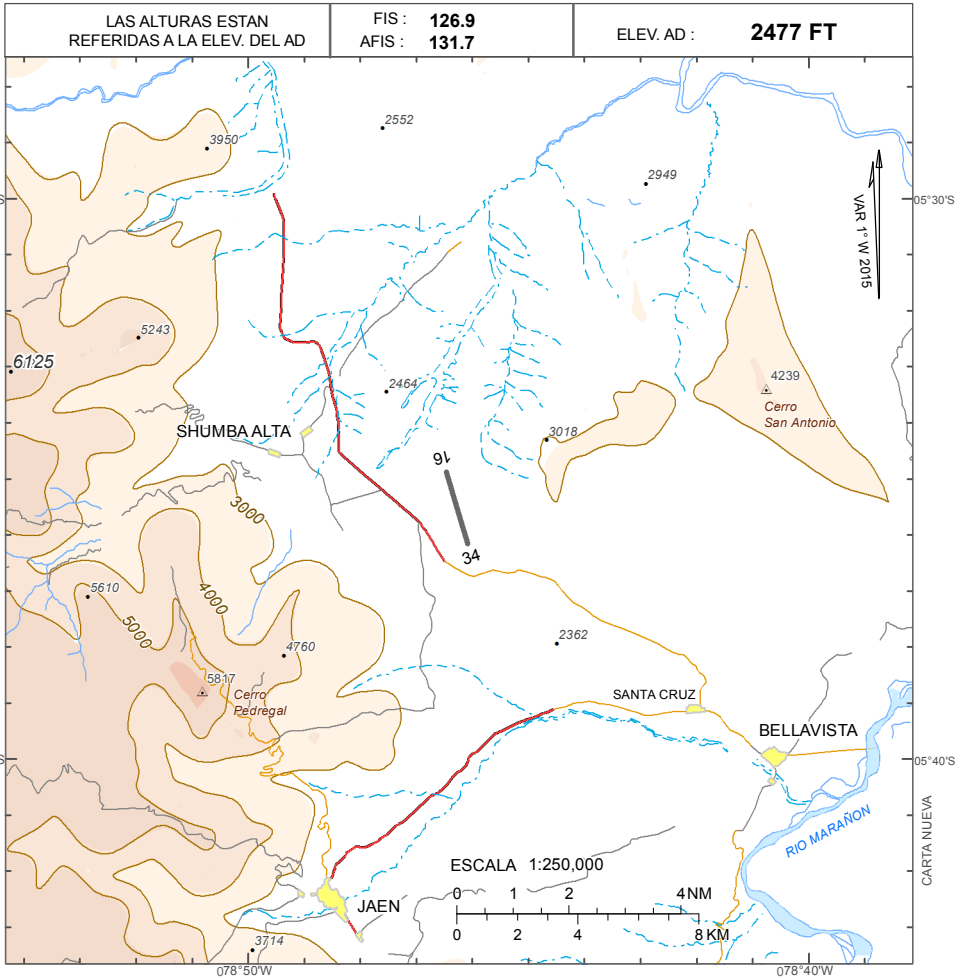 LAS ALTURAS ESTAN
REFERIDAS A LA ELEV. DEL AD
FIS : 126.9
AFIS : 131.7
ELEV. AD : 2477 FT
2552
3950
2949
05°30'S
VAR 1° W 2015
5243
6125
2464
4239
Cerro
San Antonio
SHUMBA ALTA
3018
16
3000
34
5610
4000
5000
2362
4760
5817
Cerro
Pedregal
SANTA CRUZ
BELLAVISTA
05°40'S
CARTA NUEVA
RIO MARAÑON
ESCALA 1:250,000
0 1 2 4 NM
0 2 4 8 KM
JAEN
3714
078°50'W
078°40'W